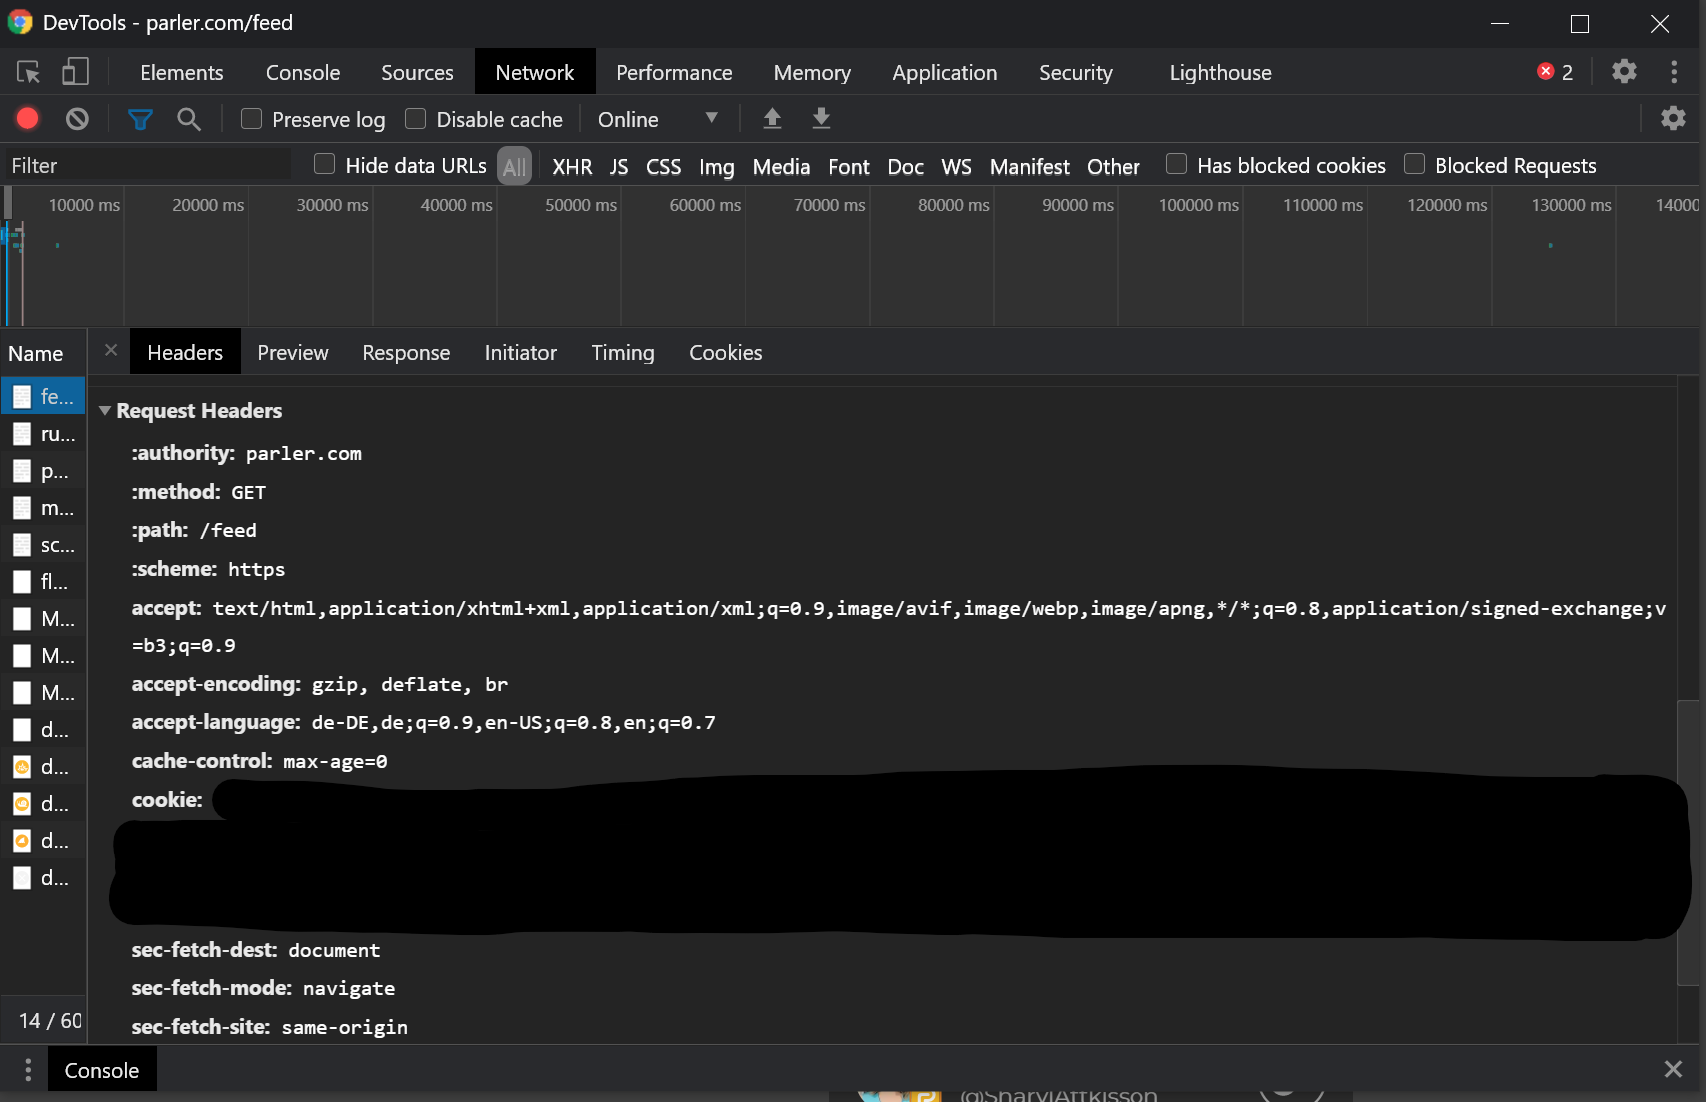 DevTools - parler.com/feed
Elements Console Sources Network Performance Memory Application Security Lighthouse 2
Preserve log Disable cache Online
Filter Hide data URLs All XHR JS CSS Img Media Font Doc WS Manifest Other Has blocked cookies Blocked Requests
10000 ms 20000 ms 30000 ms 40000 ms 50000 ms 60000 ms 70000 ms 80000 ms 90000 ms 100000 ms 110000 ms 120000 ms 130000 ms 14000
Name Headers Preview Response Initiator Timing Cookies
fe...
ru...
p...
m...
sc...
fl...
M...
M...
M...
d...
d...
d...
d...
d...
14 / 60
Request Headers
:authority: parler.com
:method: GET
:path: /feed
:scheme: https
accept: text/html,application/xhtml+xml,application/xml;q=0.9,image/avif,image/webp,image/apng,*/*;q=0.8,application/signed-exchange;v
=b3;q=0.9
accept-encoding: gzip, deflate, br
accept-language: de-DE,de;q=0.9,en-US;q=0.8,en;q=0.7
cache-control: max-age=0
cookie:
sec-fetch-dest: document
sec-fetch-mode: navigate
sec-fetch-site: same-origin
Console
@SharylAttkisson